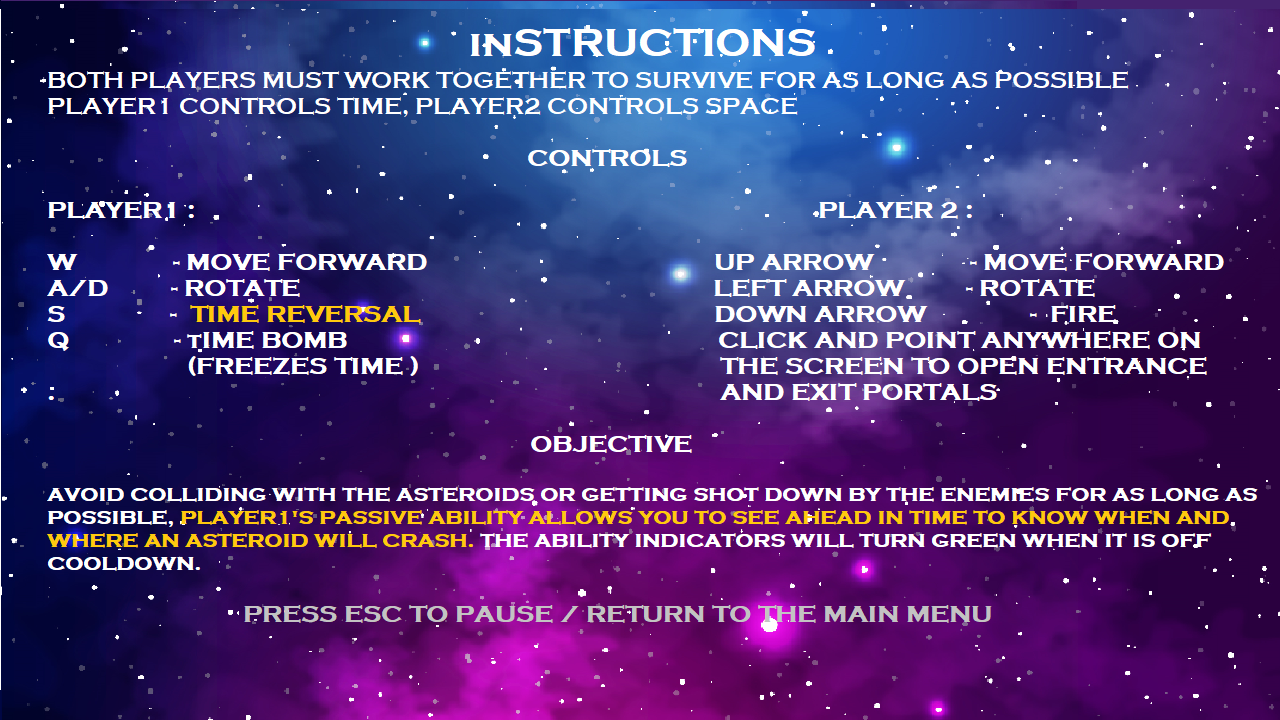 INSTRUCTIONS
BOTH PLAYERS MUST WORK TOGETHER TO SURVIVE FOR AS LONG AS POSSIBLE
PLAYER1 CONTROLS TIME, PLAYER2 CONTROLS SPACE
CONTROLS
PLAYER1 :
W - MOVE FORWARD
A/D - ROTATE
S - TIME REVERSAL
Q - TIME BOMB
(FREEZES TIME )
:
PLAYER 2 :
UP ARROW - MOVE FORWARD
LEFT ARROW - ROTATE
DOWN ARROW - FIRE
CLICK AND POINT ANYWHERE ON
THE SCREEN TO OPEN ENTRANCE
AND EXIT PORTALS
OBJECTIVE
AVOID COLLIDING WITH THE ASTEROIDS OR GETTING SHOT DOWN BY THE ENEMIES FOR AS LONG AS
POSSIBLE, PLAYER1'S PASSIVE ABILITY ALLOWS YOU TO SEE AHEAD IN TIME TO KNOW WHEN AND
WHERE AN ASTEROID WILL CRASH. THE ABILITY INDICATORS WILL TURN GREEN WHEN IT IS OFF
COOLDOWN.
PRESS ESC TO PAUSE / RETURN TO THE MAIN MENU